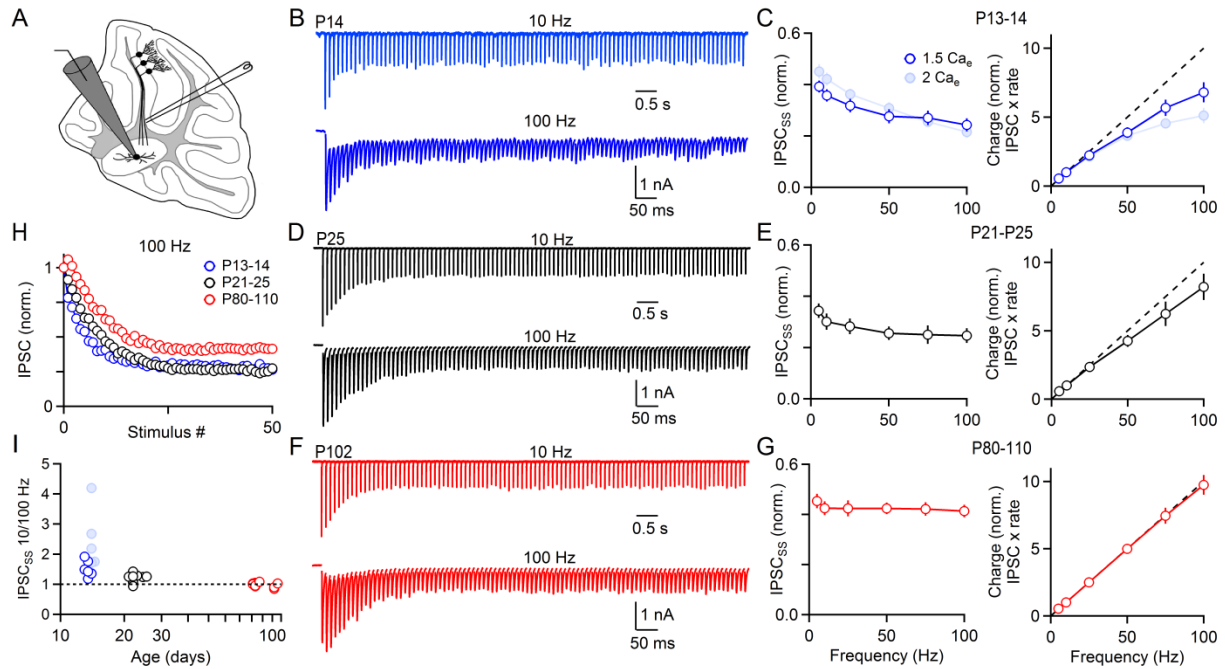 A
B
P14
10 Hz
0.5 s
100 Hz
1 nA
50 ms
C
P13-14
0.6
0.0
IPSCSS (norm.)
1.5 Cae
2 Cae
0
50
100
Charge (norm.)
IPSC x rate
10
5
0
0
50
100
H
100 Hz
P13-14
P21-25
P80-110
IPSC (norm.)
1
0
0
50
Stimulus #
D
P25
10 Hz
0.5 s
100 Hz
1 nA
50 ms
E
P21-P25
0.6
0.0
IPSCSS (norm.)
0
50
100
Charge (norm.)
IPSC x rate
10
5
0
0
50
100
I
IPSCSS 10/100 Hz
5
4
3
2
1
0
10
20
100
Age (days)
F
P102
10 Hz
0.5 s
100 Hz
1 nA
50 ms
G
P80-110
0.6
0.0
IPSCSS (norm.)
0
50
100
Frequency (Hz)
Charge (norm.)
IPSC x rate
10
5
0
0
50
100
Frequency (Hz)